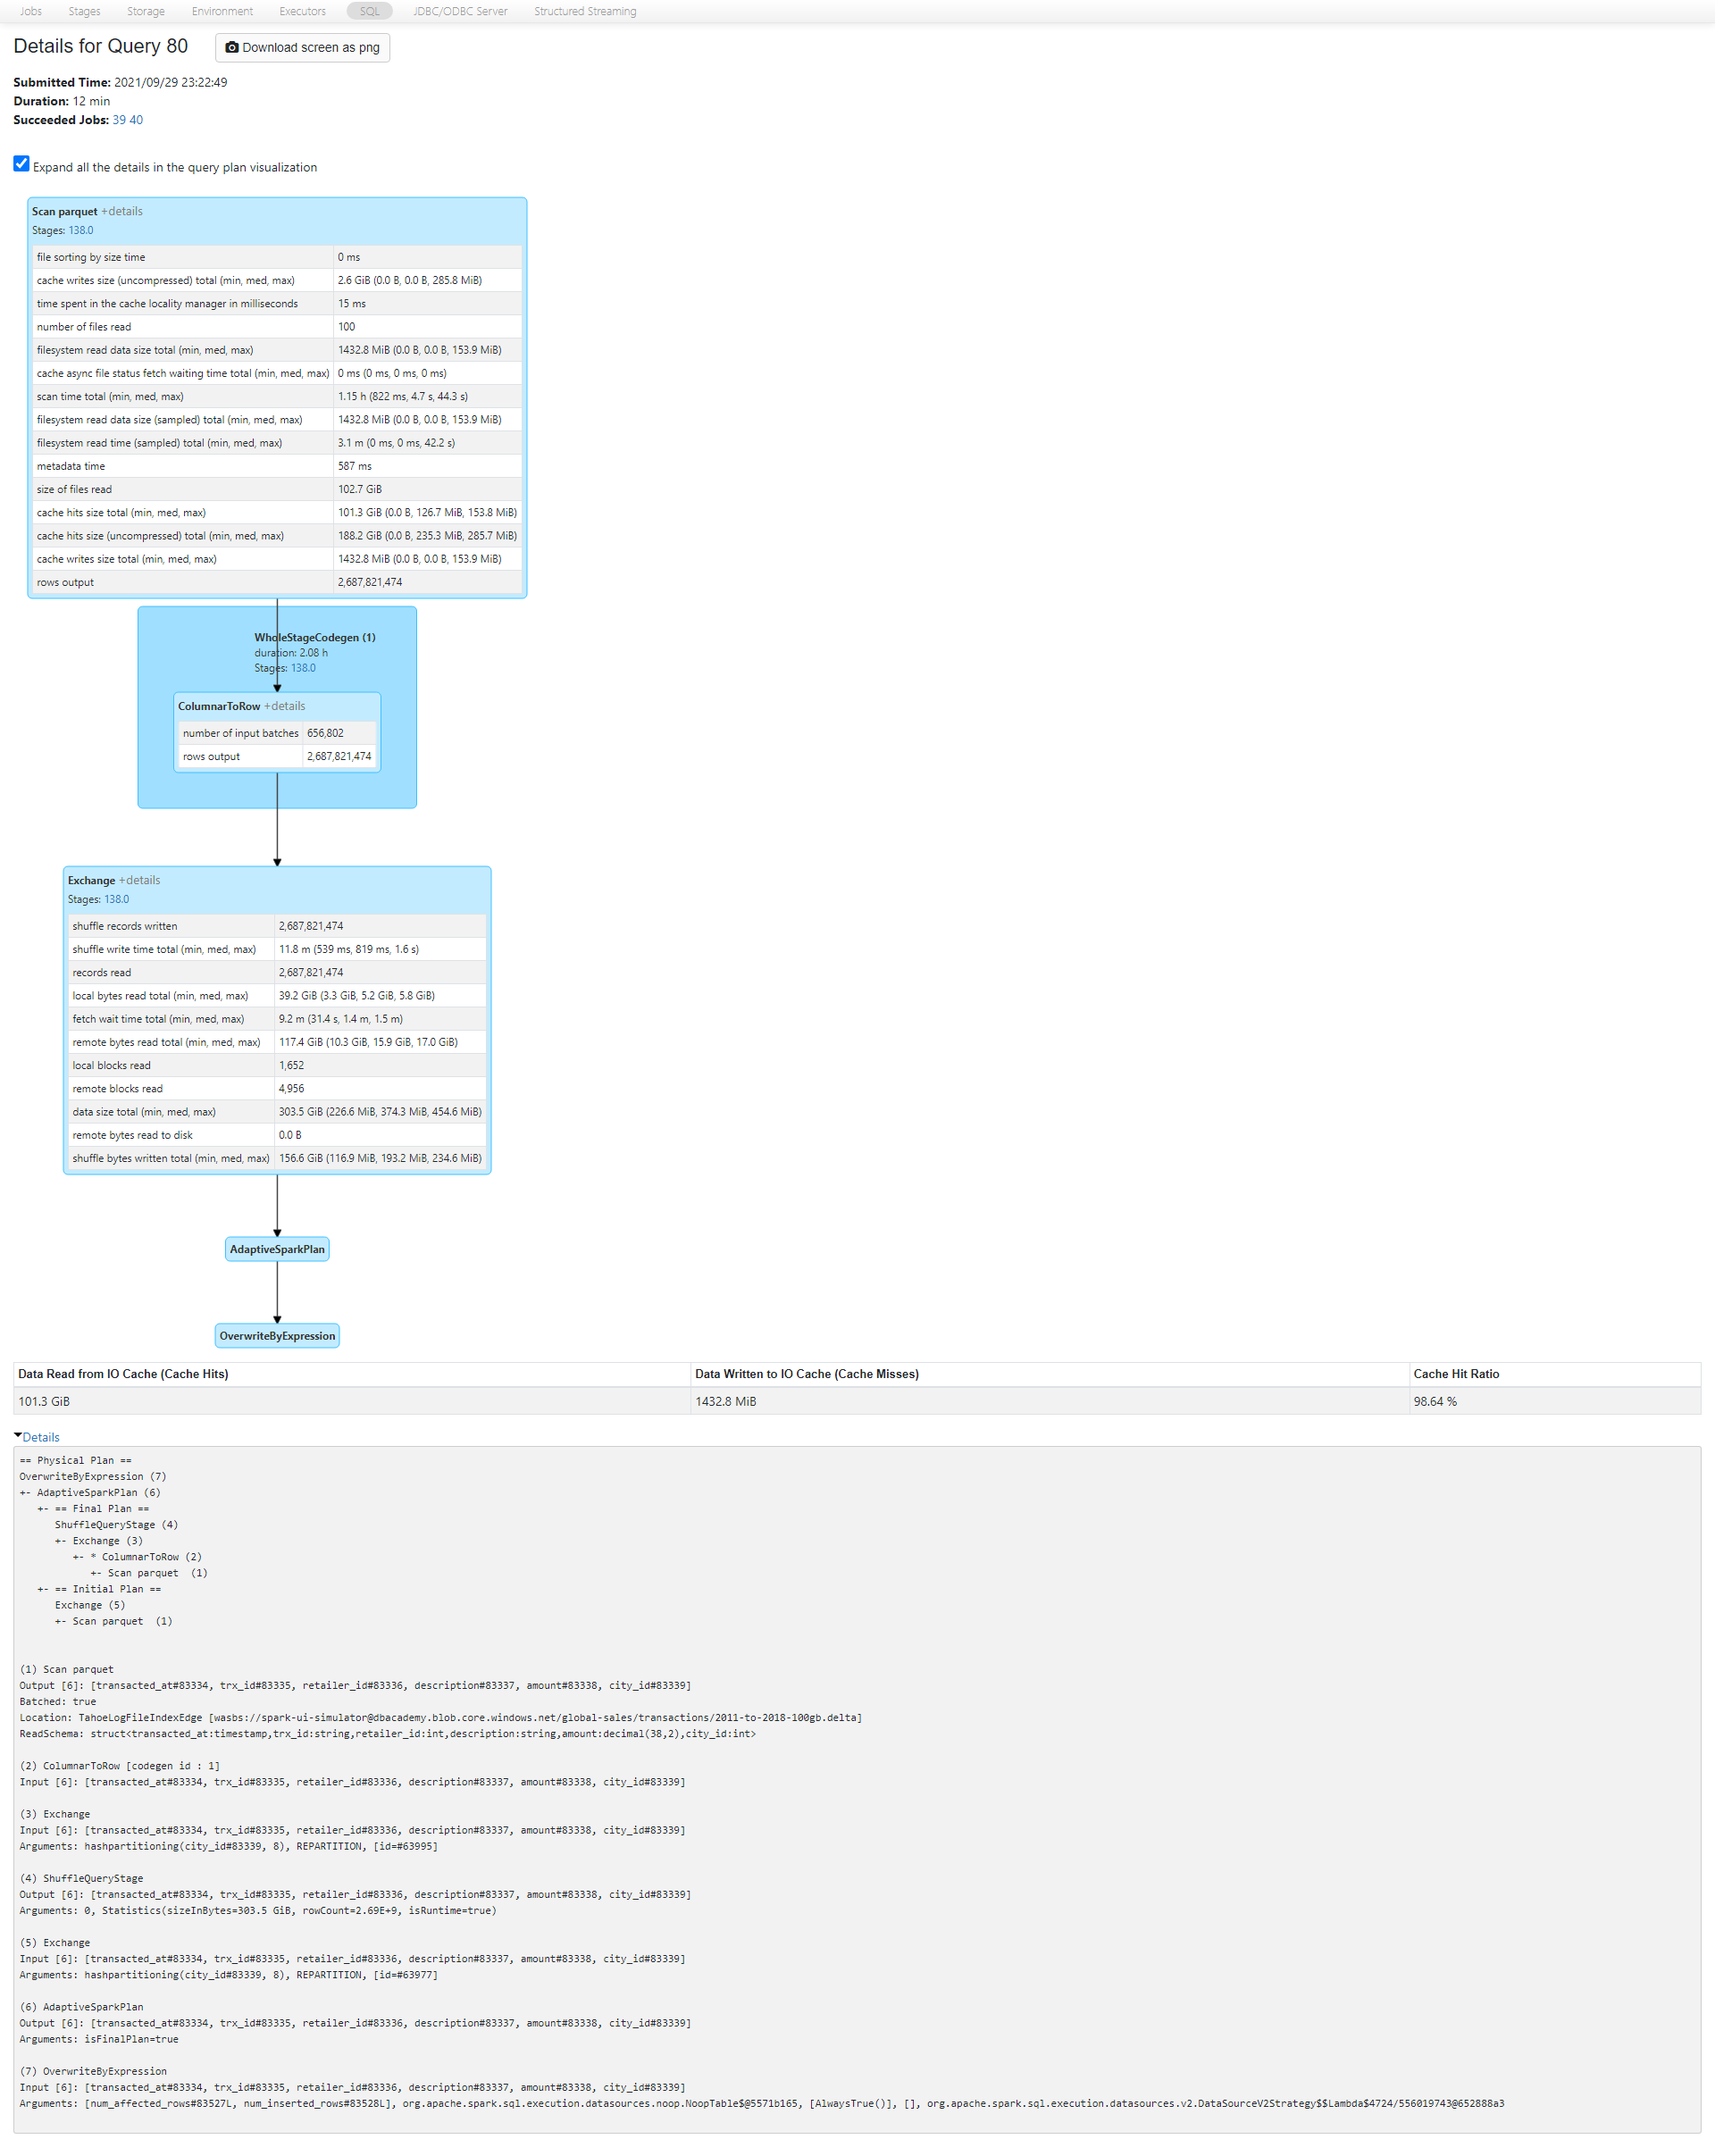 Jobs Stages Storage Environment Executors SQL JDBC/ODBC Server Structured Streaming
Details for Query 80 Download screen as png
Submitted Time: 2021/09/29 23:22:49
Duration: 12 min
Succeeded Jobs: 39 40
Expand all the details in the query plan visualization
Scan parquet +details
Stages: 138.0
file sorting by size time 0 ms
cache writes size (uncompressed) total (min, med, max) 2.6 GiB (0.0 B, 0.0 B, 285.8 MiB)
time spent in the cache locality manager in milliseconds 15 ms
number of files read 100
filesystem read data size total (min, med, max) 1432.8 MiB (0.0 B, 0.0 B, 153.9 MiB)
cache async file status fetch waiting time total (min, med, max) 0 ms (0 ms, 0 ms, 0 ms)
scan time total (min, med, max) 1.15 h (822 ms, 4.7 s, 44.3 s)
filesystem read data size (sampled) total (min, med, max) 1432.8 MiB (0.0 B, 0.0 B, 153.9 MiB)
filesystem read time (sampled) total (min, med, max) 3.1 m (0 ms, 0 ms, 42.2 s)
metadata time 587 ms
size of files read 102.7 GiB
cache hits size total (min, med, max) 101.3 GiB (0.0 B, 126.7 MiB, 153.8 MiB)
cache hits size (uncompressed) total (min, med, max) 188.2 GiB (0.0 B, 235.3 MiB, 285.7 MiB)
cache writes size total (min, med, max) 1432.8 MiB (0.0 B, 0.0 B, 153.9 MiB)
rows output 2,687,821,474
WholeStageCodegen (1)
duration: 2.08 h
Stages: 138.0
ColumnarToRow +details
number of input batches 656,802
rows output 2,687,821,474
Exchange +details
Stages: 138.0
shuffle records written 2,687,821,474
shuffle write time total (min, med, max) 11.8 m (539 ms, 819 ms, 1.6 s)
records read 2,687,821,474
local bytes read total (min, med, max) 39.2 GiB (3.3 GiB, 5.2 GiB, 5.8 GiB)
fetch wait time total (min, med, max) 9.2 m (31.4 s, 1.4 m, 1.5 m)
remote bytes read total (min, med, max) 117.4 GiB (10.3 GiB, 15.9 GiB, 17.0 GiB)
local blocks read 1,652
remote blocks read 4,956
data size total (min, med, max) 303.5 GiB (226.6 MiB, 374.3 MiB, 454.6 MiB)
remote bytes read to disk 0.0 B
shuffle bytes written total (min, med, max) 156.6 GiB (116.9 MiB, 193.2 MiB, 234.6 MiB)
AdaptiveSparkPlan
OverwriteByExpression
Data Read from IO Cache (Cache Hits) Data Written to IO Cache (Cache Misses) Cache Hit Ratio
101.3 GiB 1432.8 MiB 98.64 %
Details
== Physical Plan ==
OverwriteByExpression (7)
+- AdaptiveSparkPlan (6)
   +- == Final Plan ==
      ShuffleQueryStage (4)
      +- Exchange (3)
         +- * ColumnarToRow (2)
            +- Scan parquet  (1)
   +- == Initial Plan ==
      Exchange (5)
      +- Scan parquet  (1)
(1) Scan parquet
Output [6]: [transacted_at#83334, trx_id#83335, retailer_id#83336, description#83337, amount#83338, city_id#83339]
Batched: true
Location: TahoeLogFileIndexEdge [wasbs://spark-ui-simulator@dbacademy.blob.core.windows.net/global-sales/transactions/2011-to-2018-100gb.delta]
ReadSchema: struct<transacted_at:timestamp,trx_id:string,retailer_id:int,description:string,amount:decimal(38,2),city_id:int>
(2) ColumnarToRow [codegen id : 1]
Input [6]: [transacted_at#83334, trx_id#83335, retailer_id#83336, description#83337, amount#83338, city_id#83339]
(3) Exchange
Input [6]: [transacted_at#83334, trx_id#83335, retailer_id#83336, description#83337, amount#83338, city_id#83339]
Arguments: hashpartitioning(city_id#83339, 8), REPARTITION, [id=#63995]
(4) ShuffleQueryStage
Output [6]: [transacted_at#83334, trx_id#83335, retailer_id#83336, description#83337, amount#83338, city_id#83339]
Arguments: 0, Statistics(sizeInBytes=303.5 GiB, rowCount=2.69E+9, isRuntime=true)
(5) Exchange
Input [6]: [transacted_at#83334, trx_id#83335, retailer_id#83336, description#83337, amount#83338, city_id#83339]
Arguments: hashpartitioning(city_id#83339, 8), REPARTITION, [id=#63977]
(6) AdaptiveSparkPlan
Output [6]: [transacted_at#83334, trx_id#83335, retailer_id#83336, description#83337, amount#83338, city_id#83339]
Arguments: isFinalPlan=true
(7) OverwriteByExpression
Input [6]: [transacted_at#83334, trx_id#83335, retailer_id#83336, description#83337, amount#83338, city_id#83339]
Arguments: [num_affected_rows#83527L, num_inserted_rows#83528L], org.apache.spark.sql.execution.datasources.noop.NoopTable$@5571b165, [AlwaysTrue()], [], org.apache.spark.sql.execution.datasources.v2.DataSourceV2Strategy$$Lambda$4724/556019743@652888a3